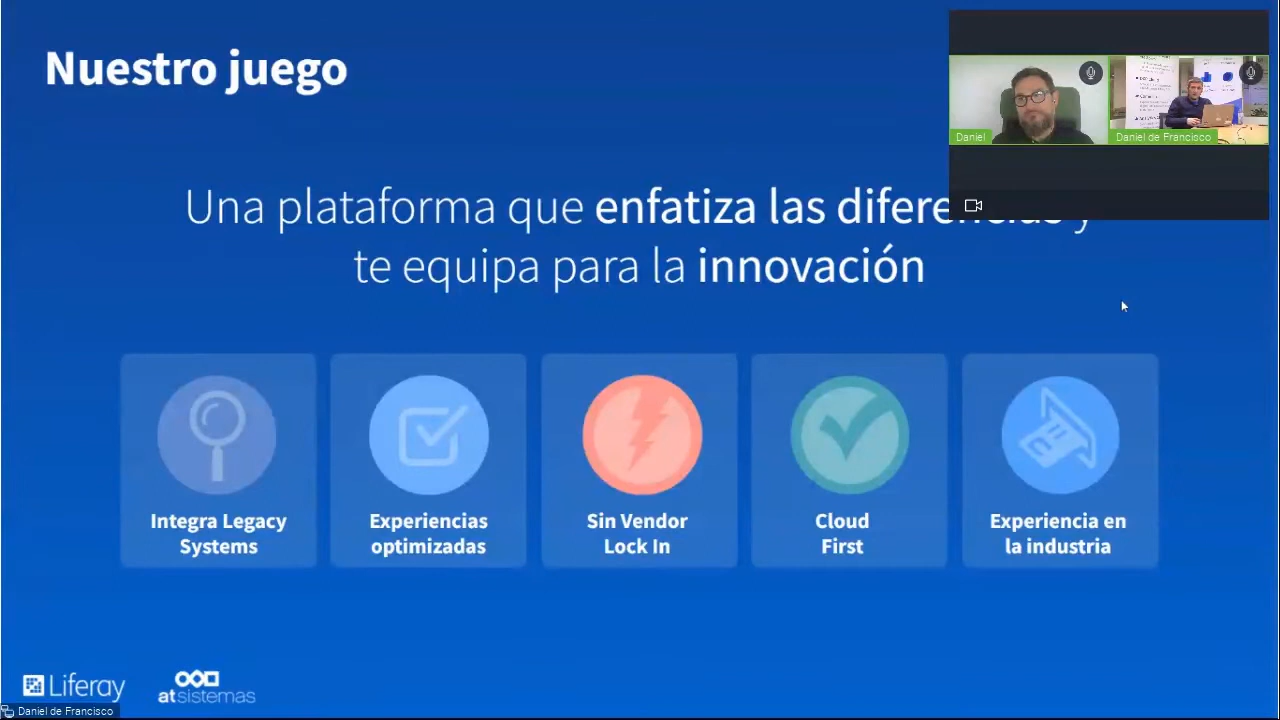 Nuestro juego
Daniel
Daniel de Francisco
Una plataforma que enfatiza las diferencias y
te equipa para la innovación
Integra Legacy
Systems
Experiencias
optimizadas
Sin Vendor
Lock In
Cloud
First
Experiencia en
la industria
Liferay
atsistemas
Daniel de Francisco